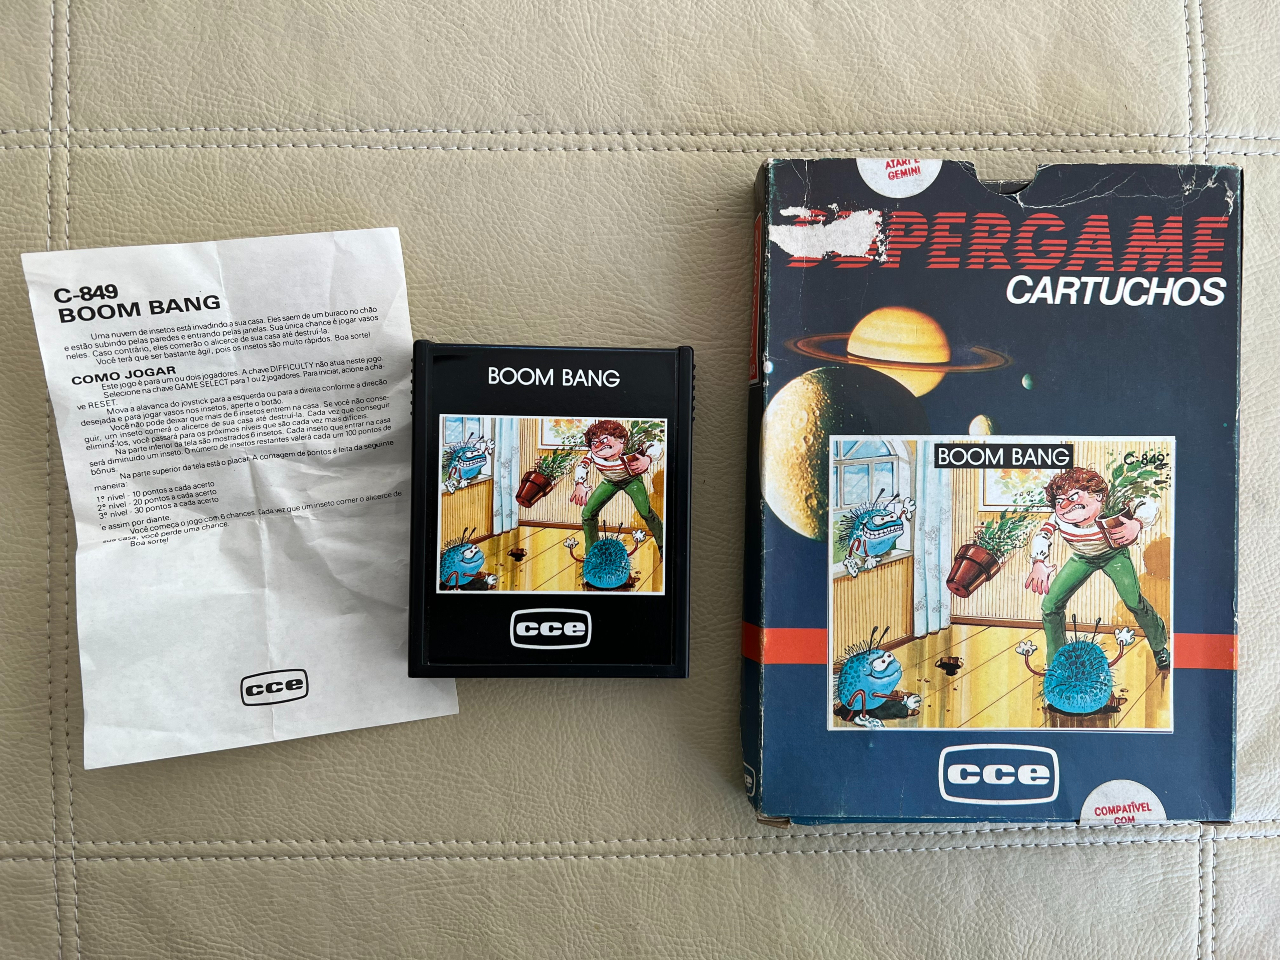 C-849
BOOM BANG
Uma nuvem de insetos está invadindo a sua casa. Eles saem de um buraco no chão
e estão subindo pelas paredes e entrando pelas janelas. Sua única chance é jogar vasos
neles. Caso contrário, eles comerão o alicerce de sua casa até destruí-la.
Você terá que ser bastante ágil, pois os insetos são muito rápidos. Boa sorte!
COMO JOGAR
Este jogo é para um ou dois jogadores. A chave DIFFICULTY não atua neste jogo.
Selecione na chave GAME SELECT para 1 ou 2 jogadores. Para iniciar, acione a cha-
ve RESET.
Mova a alavanca do joystick para a esquerda ou para a direita conforme a direção
desejada e para jogar vasos nos insetos, aperte o botão.
Você não pode deixar que mais de 6 insetos entrem na casa. Se você não conse-
guir, um inseto comerá o alicerce de sua casa até destruí-la. Cada vez que conseguir
eliminá-los, você passará para os próximos níveis que são cada vez mais difíceis.
Na parte inferior da tela são mostrados 6 insetos. Cada inseto que entrar na casa
será diminuido um inseto. O número de insetos restantes valerá cada um 100 pontos de
bônus.
Na parte superior da tela está o placar. A contagem de pontos é feita da seguinte
maneira:
1º nível - 10 pontos a cada acerto
2º nível - 20 pontos a cada acerto
3º nível - 30 pontos a cada acerto
e assim por diante.
Você começa o jogo com 6 chances. Cada vez que um inseto comer o alicerce de
sua casa, você perde uma chance.
Boa sorte!
cce
BOOM BANG
cce
ATARI E
GEMINI
SUPERGAME
CARTUCHOS
BOOM BANG
C-849
cce
COMPATÍVEL
COM
cce